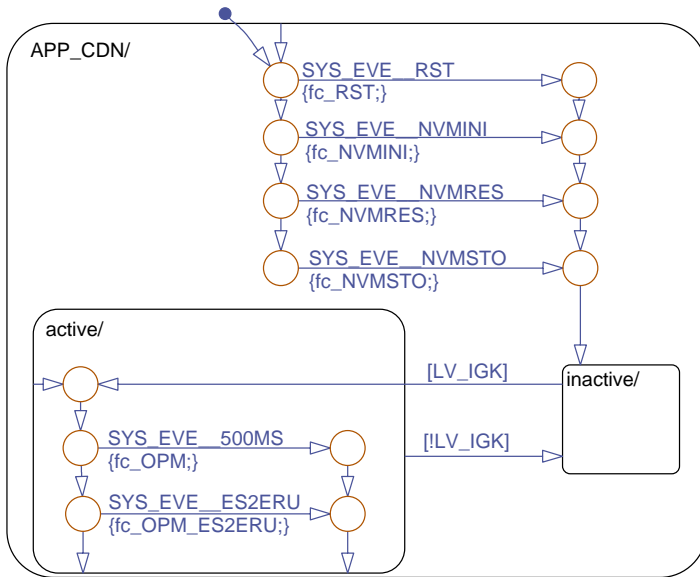 APP_CDN/
SYS_EVE__RST
{fc_RST;}
SYS_EVE__NVMINI
{fc_NVMINI;}
SYS_EVE__NVMRES
{fc_NVMRES;}
SYS_EVE__NVMSTO
{fc_NVMSTO;}
active/
[LV_IGK]
inactive/
SYS_EVE__500MS
{fc_OPM;}
[!LV_IGK]
SYS_EVE__ES2ERU
{fc_OPM_ES2ERU;}